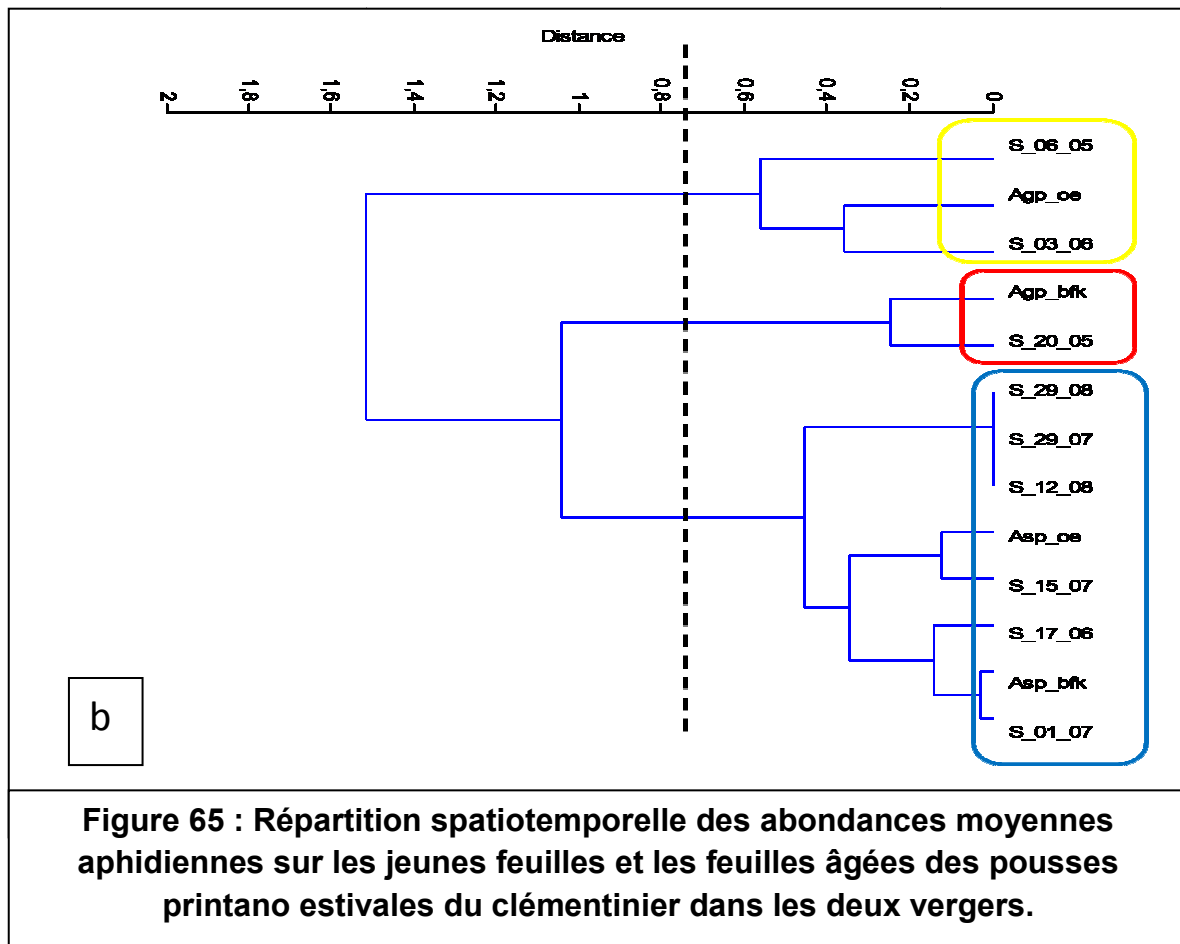 Distance
2
1,8
1,6
1,4
1,2
1
0,8
0,6
0,4
0,2
0
S_06_05
Agp_oe
S_03_06
Agp_bfk
S_20_05
S_29_08
S_29_07
S_12_08
Asp_oe
S_15_07
S_17_06
Asp_bfk
S_01_07
b
Figure 65 : Répartition spatiotemporelle des abondances moyennes
aphidiennes sur les jeunes feuilles et les feuilles âgées des pousses
printano estivales du clémentinier dans les deux vergers.